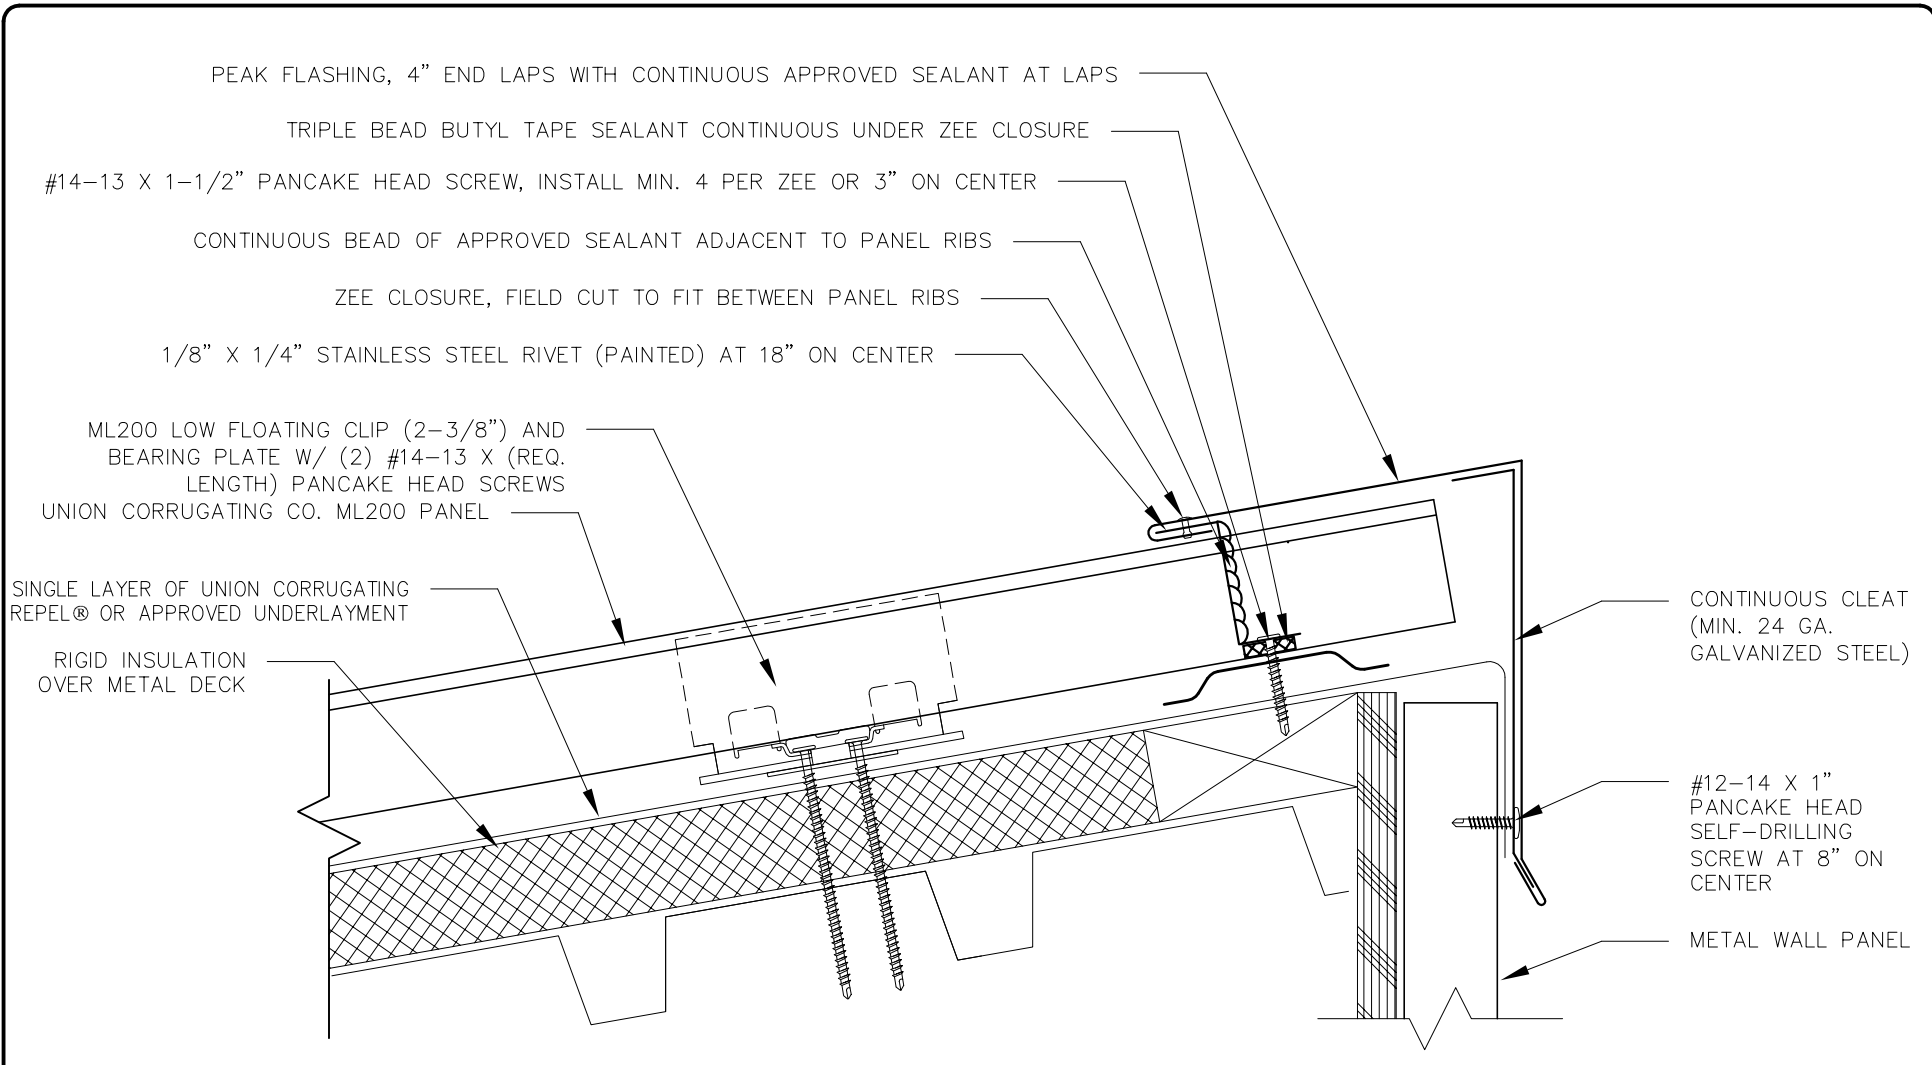 PEAK FLASHING, 4” END LAPS WITH CONTINUOUS APPROVED SEALANT AT LAPS
TRIPLE BEAD BUTYL TAPE SEALANT CONTINUOUS UNDER ZEE CLOSURE
#14-13 X 1-1/2” PANCAKE HEAD SCREW, INSTALL MIN. 4 PER ZEE OR 3” ON CENTER
CONTINUOUS BEAD OF APPROVED SEALANT ADJACENT TO PANEL RIBS
ZEE CLOSURE, FIELD CUT TO FIT BETWEEN PANEL RIBS
1/8” X 1/4” STAINLESS STEEL RIVET (PAINTED) AT 18” ON CENTER
ML200 LOW FLOATING CLIP (2-3/8”) AND
BEARING PLATE W/ (2) #14-13 X (REQ.
LENGTH) PANCAKE HEAD SCREWS
UNION CORRUGATING CO. ML200 PANEL
SINGLE LAYER OF UNION CORRUGATING
REPEL® OR APPROVED UNDERLAYMENT
RIGID INSULATION
OVER METAL DECK
CONTINUOUS CLEAT
(MIN. 24 GA.
GALVANIZED STEEL)
#12-14 X 1”
PANCAKE HEAD
SELF-DRILLING
SCREW AT 8” ON
CENTER
METAL WALL PANEL